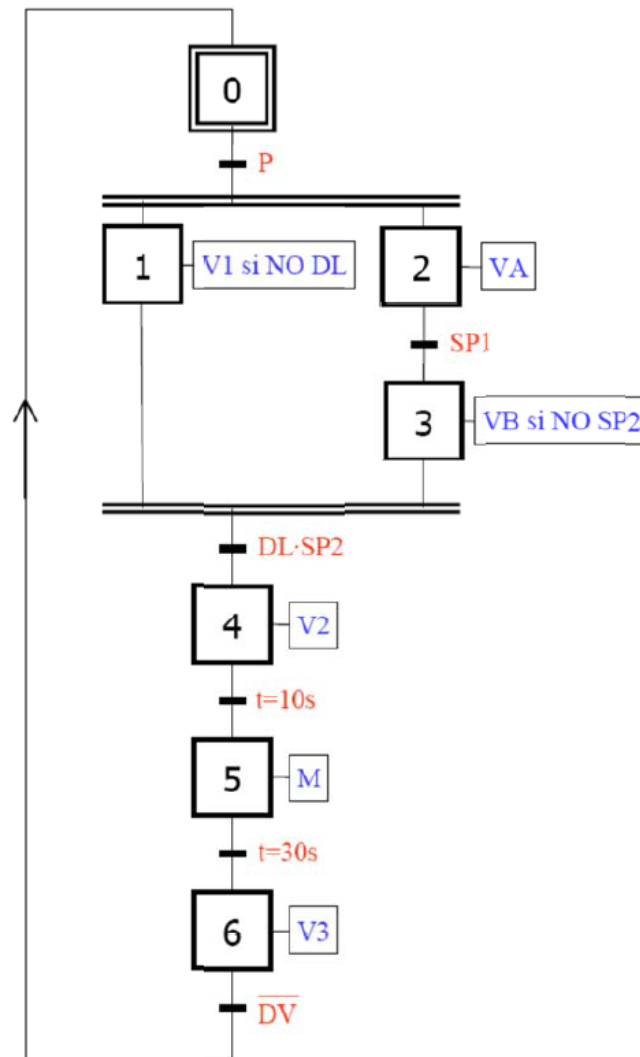 0
P
1
V1 si NO DL
2
VA
SP1
3
VB si NO SP2
DL·SP2
4
V2
t=10s
5
M
t=30s
6
V3
D̅V̅